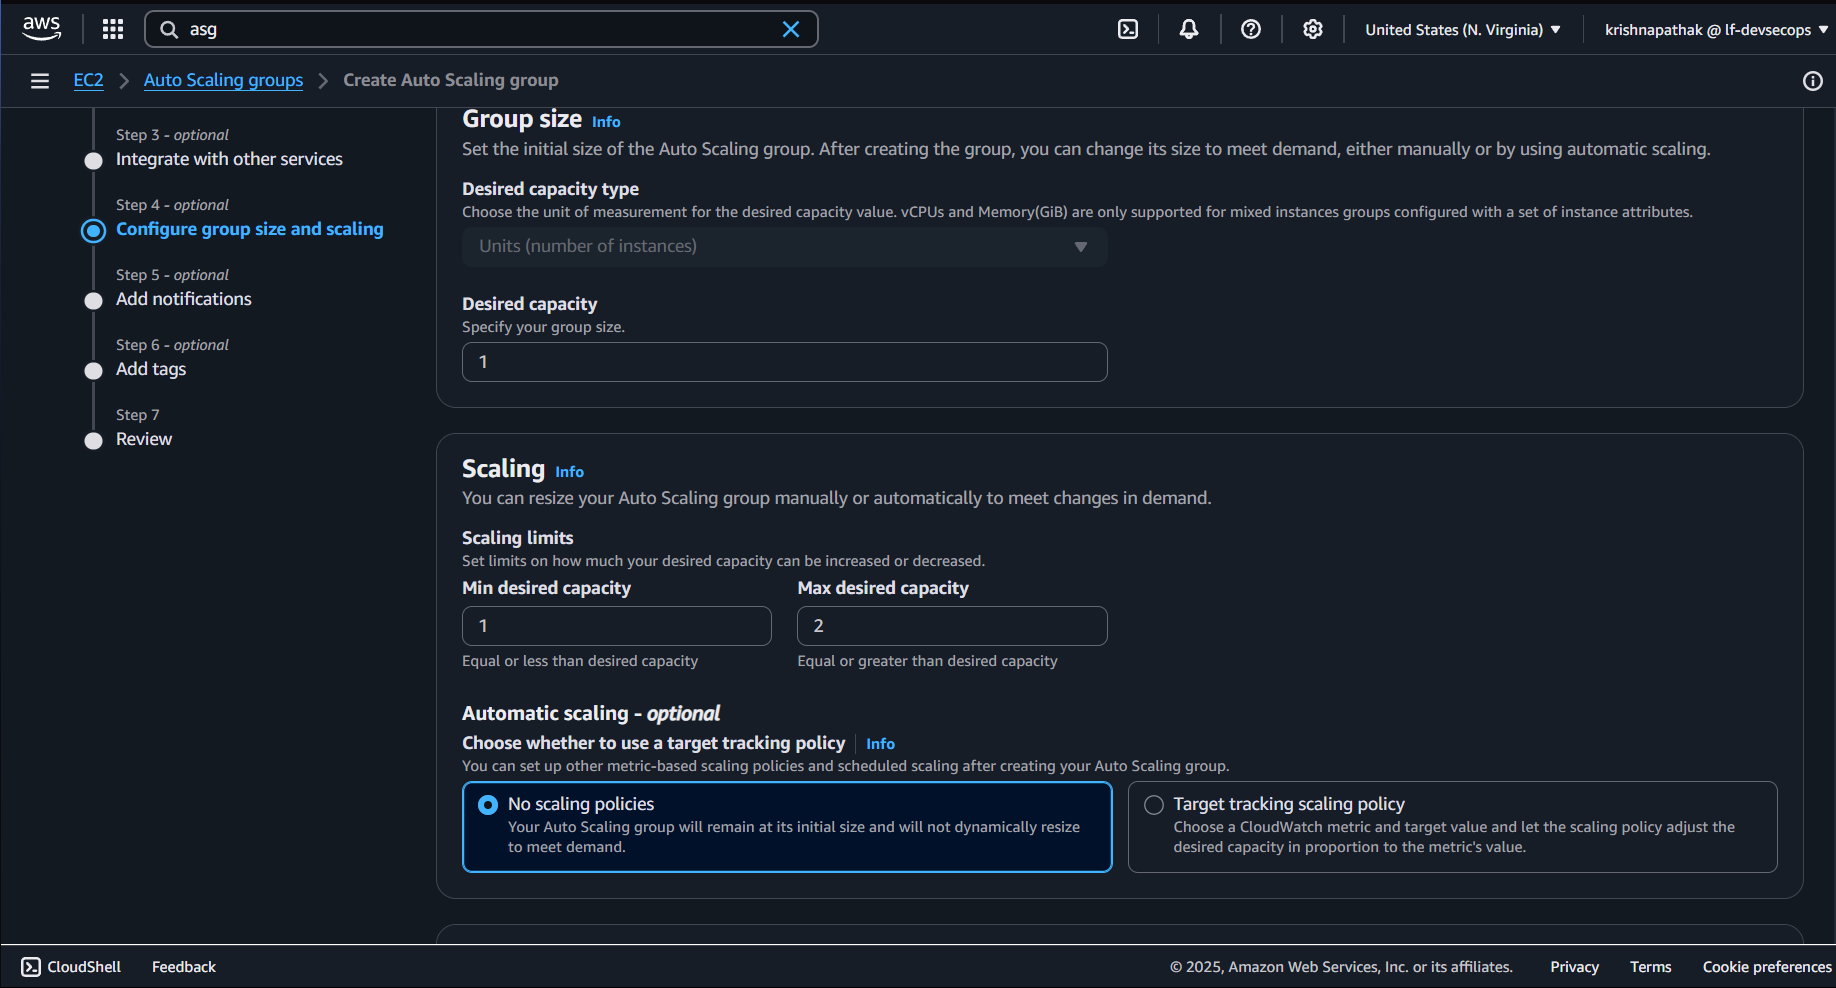 aws
asg
United States (N. Virginia)
krishnapathak @ lf-devsecops
EC2
Auto Scaling groups
Create Auto Scaling group
Step 3 - optional
Integrate with other services
Step 4 - optional
Configure group size and scaling
Step 5 - optional
Add notifications
Step 6 - optional
Add tags
Step 7
Review
Group size Info
Set the initial size of the Auto Scaling group. After creating the group, you can change its size to meet demand, either manually or by using automatic scaling.
Desired capacity type
Choose the unit of measurement for the desired capacity value. vCPUs and Memory(GiB) are only supported for mixed instances groups configured with a set of instance attributes.
Units (number of instances)
Desired capacity
Specify your group size.
1
Scaling Info
You can resize your Auto Scaling group manually or automatically to meet changes in demand.
Scaling limits
Set limits on how much your desired capacity can be increased or decreased.
Min desired capacity
1
Equal or less than desired capacity
Max desired capacity
2
Equal or greater than desired capacity
Automatic scaling - optional
Choose whether to use a target tracking policy Info
You can set up other metric-based scaling policies and scheduled scaling after creating your Auto Scaling group.
No scaling policies
Your Auto Scaling group will remain at its initial size and will not dynamically resize
to meet demand.
Target tracking scaling policy
Choose a CloudWatch metric and target value and let the scaling policy adjust the
desired capacity in proportion to the metric's value.
CloudShell
Feedback
© 2025, Amazon Web Services, Inc. or its affiliates.
Privacy
Terms
Cookie preferences